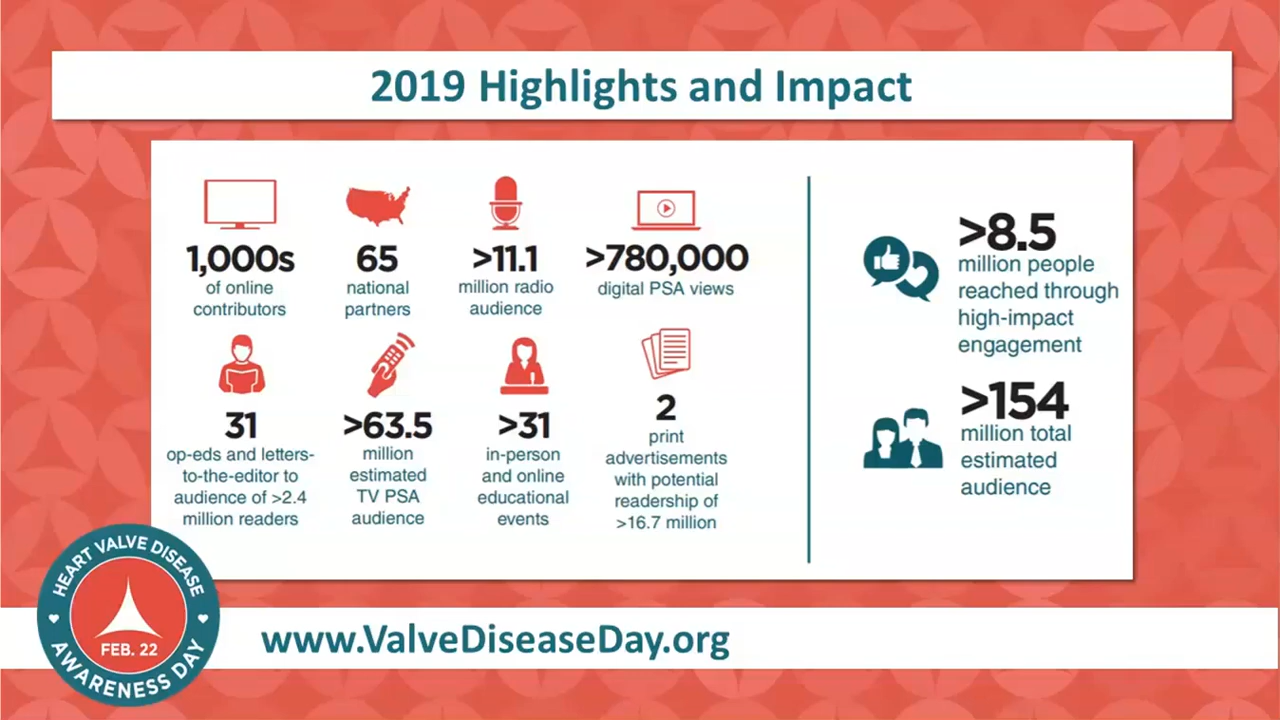 2019 Highlights and Impact
1,000s
of online
contributors
65
national
partners
>11.1
million radio
audience
>780,000
digital PSA views
31
op-eds and letters-
to-the-editor to
audience of >2.4
million readers
>63.5
million
estimated
TV PSA
audience
>31
in-person
and online
educational
events
2
print
advertisements
with potential
readership of
>16.7 million
>8.5
million people
reached through
high-impact
engagement
>154
million total
estimated
audience
HEART VALVE DISEASE
FEB. 22
AWARENESS DAY
www.ValveDiseaseDay.org